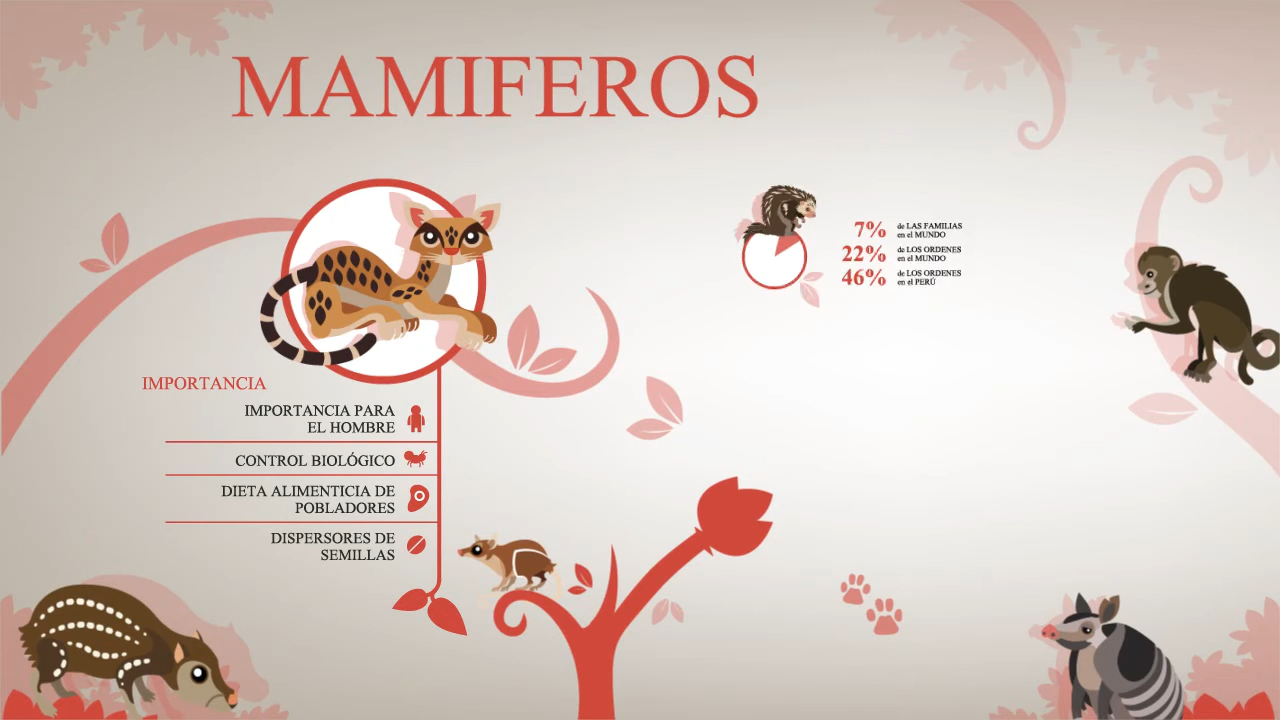 MAMIFEROS
IMPORTANCIA
IMPORTANCIA PARA
EL HOMBRE
CONTROL BIOLÓGICO
DIETA ALIMENTICIA DE
POBLADORES
DISPERSORES DE
SEMILLAS
7% de LAS FAMILIAS
en el MUNDO
22% de LOS ORDENES
en el MUNDO
46% de LOS ORDENES
en el PERÚ